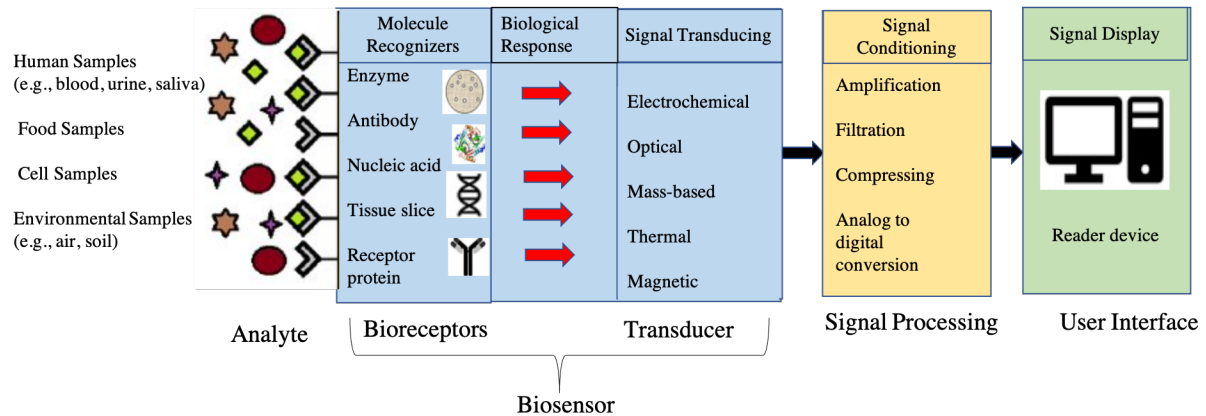 Human Samples
(e.g., blood, urine, saliva)
Food Samples
Cell Samples
Environmental Samples
(e.g., air, soil)
Analyte
Molecule
Recognizers
Enzyme
Antibody
Nucleic acid
Tissue slice
Receptor
protein
Bioreceptors
Biological
Response
Signal Transducing
Electrochemical
Optical
Mass-based
Thermal
Magnetic
Transducer
Biosensor
Signal
Conditioning
Amplification
Filtration
Compressing
Analog to
digital
conversion
Signal Processing
Signal Display
Reader device
User Interface